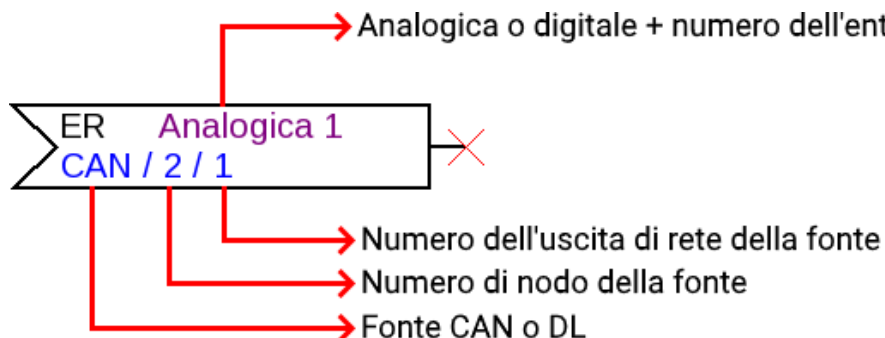 Analogica o digitale + numero dell'ent
ER Analogica 1
CAN / 2 / 1
Numero dell'uscita di rete della fonte
Numero di nodo della fonte
Fonte CAN o DL